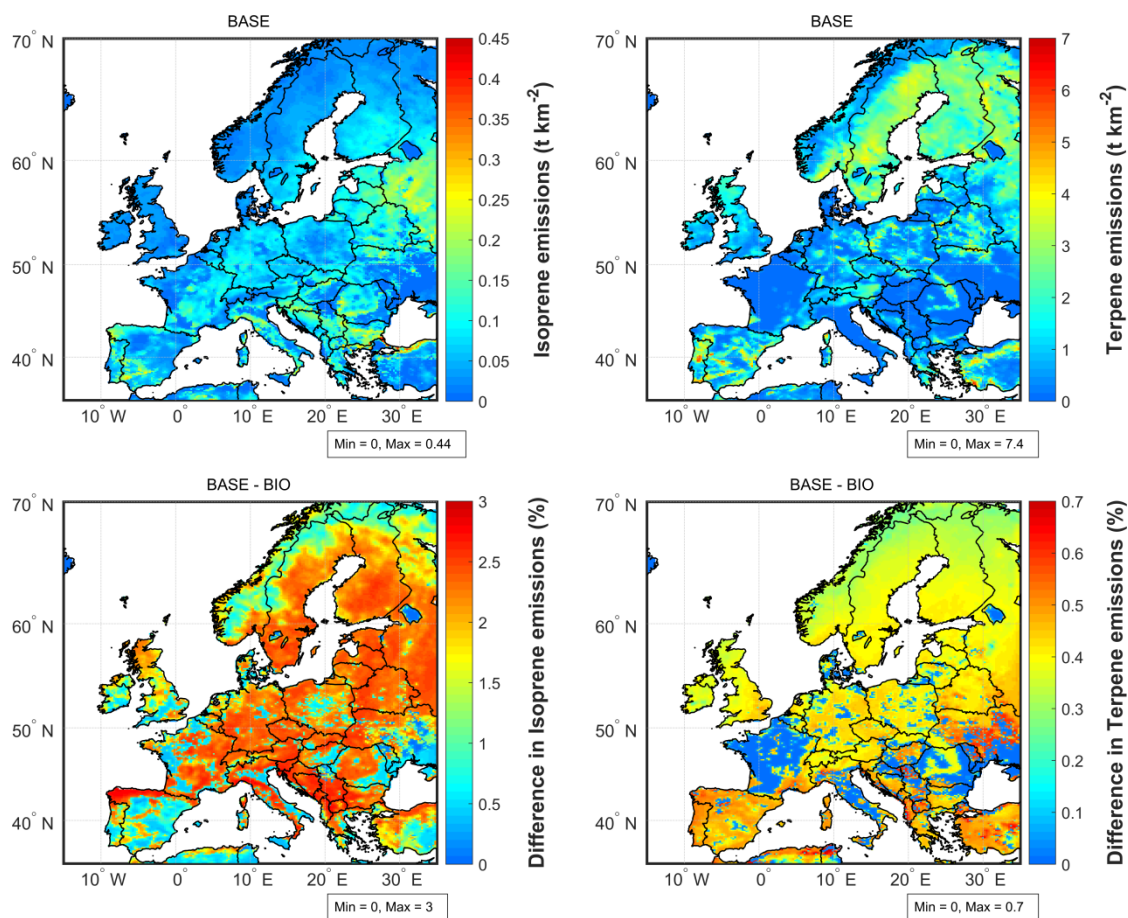 BASE
70° N
60° N
50° N
40° N
10° W
0°
10° E
20° E
30° E
0.45
0.4
0.35
0.3
0.25
0.2
0.15
0.1
0.05
0
Isoprene emissions (t km⁻²)
Min = 0, Max = 0.44
BASE
70° N
60° N
50° N
40° N
10° W
0°
10° E
20° E
30° E
7
6
5
4
3
2
1
0
Terpene emissions (t km⁻²)
Min = 0, Max = 7.4
BASE - BIO
70° N
60° N
50° N
40° N
10° W
0°
10° E
20° E
30° E
3
2.5
2
1.5
1
0.5
0
Difference in Isoprene emissions (%)
Min = 0, Max = 3
BASE - BIO
70° N
60° N
50° N
40° N
10° W
0°
10° E
20° E
30° E
0.7
0.6
0.5
0.4
0.3
0.2
0.1
0
Difference in Terpene emissions (%)
Min = 0, Max = 0.7